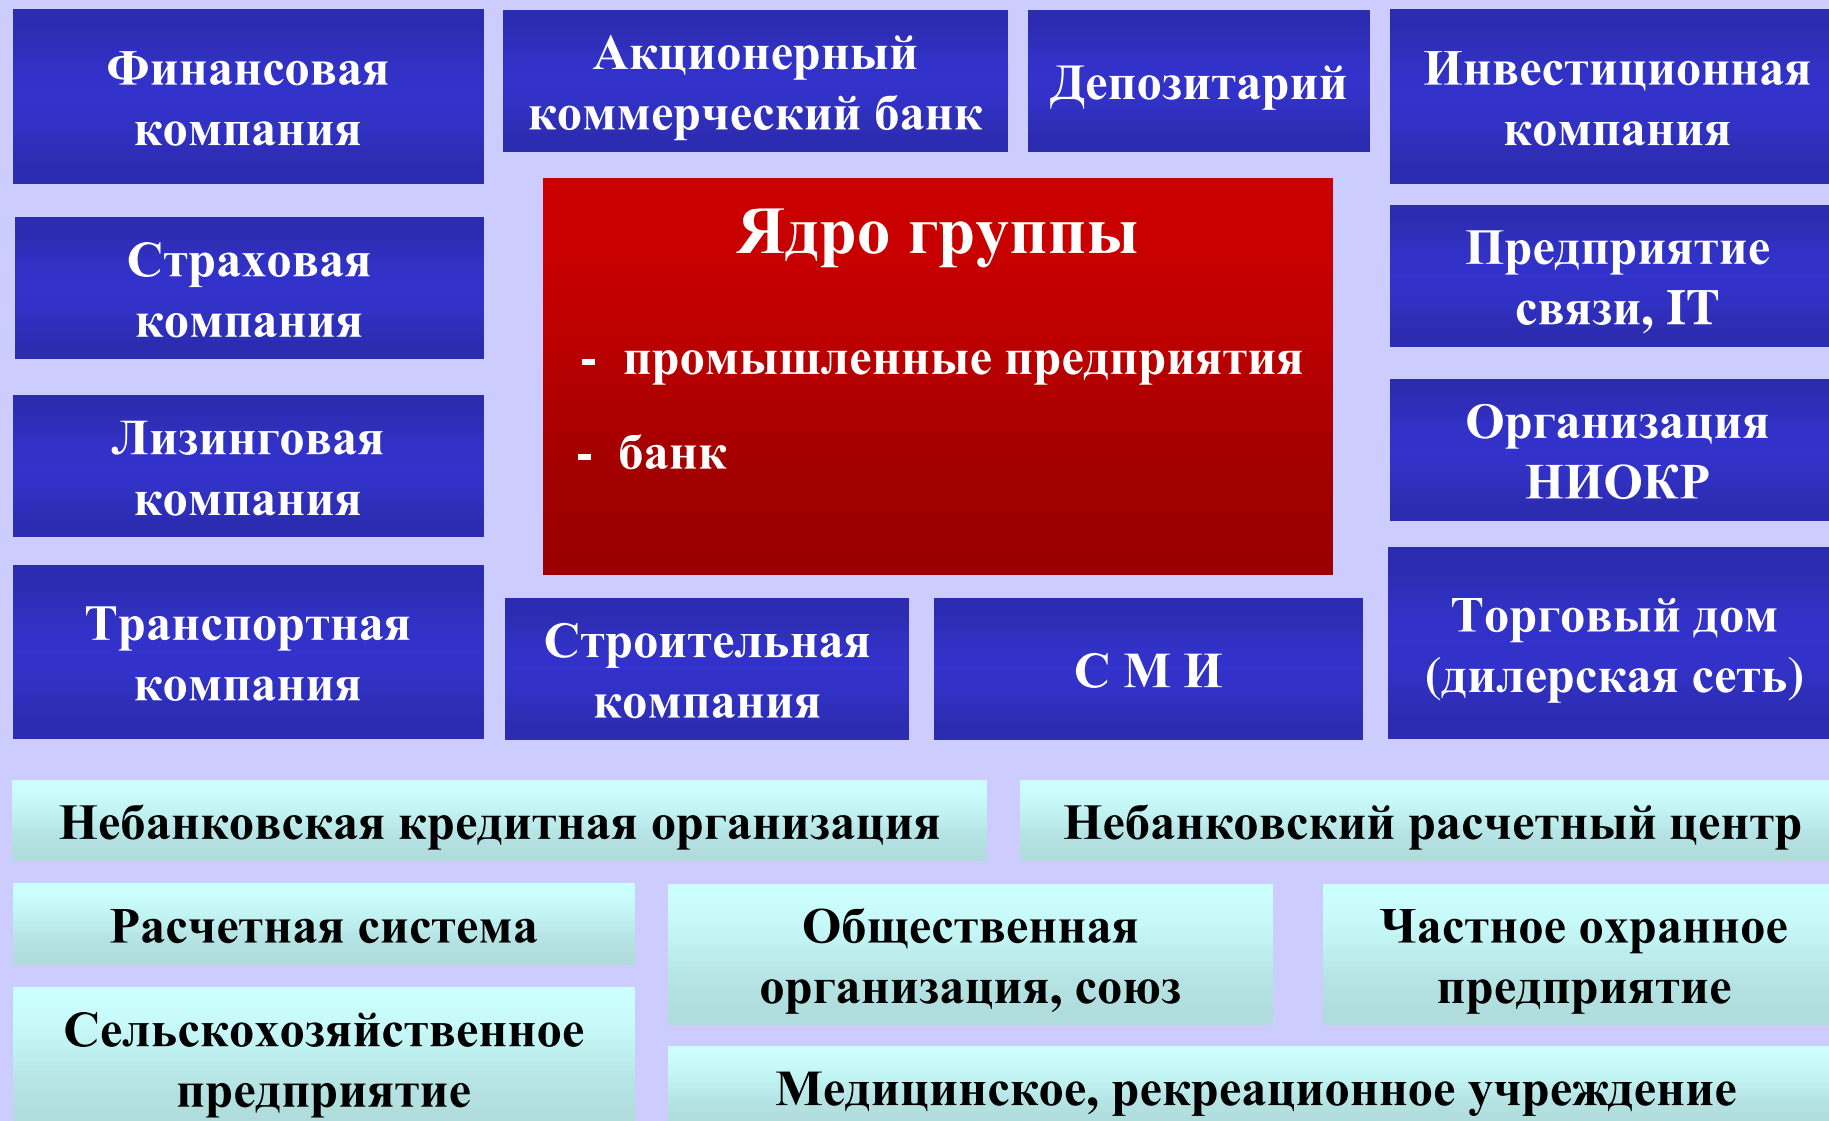 Финансовая
компания
Акционерный
коммерческий банк
Депозитарий
Инвестиционная
компания
Ядро группы
- промышленные предприятия
- банк
Страховая
компания
Предприятие
связи, IT
Лизинговая
компания
Организация
НИОКР
Транспортная
компания
Строительная
компания
С М И
Торговый дом
(дилерская сеть)
Небанковская кредитная организация
Небанковский расчетный центр
Расчетная система
Общественная
организация, союз
Частное охранное
предприятие
Сельскохозяйственное
предприятие
Медицинское, рекреационное учреждение